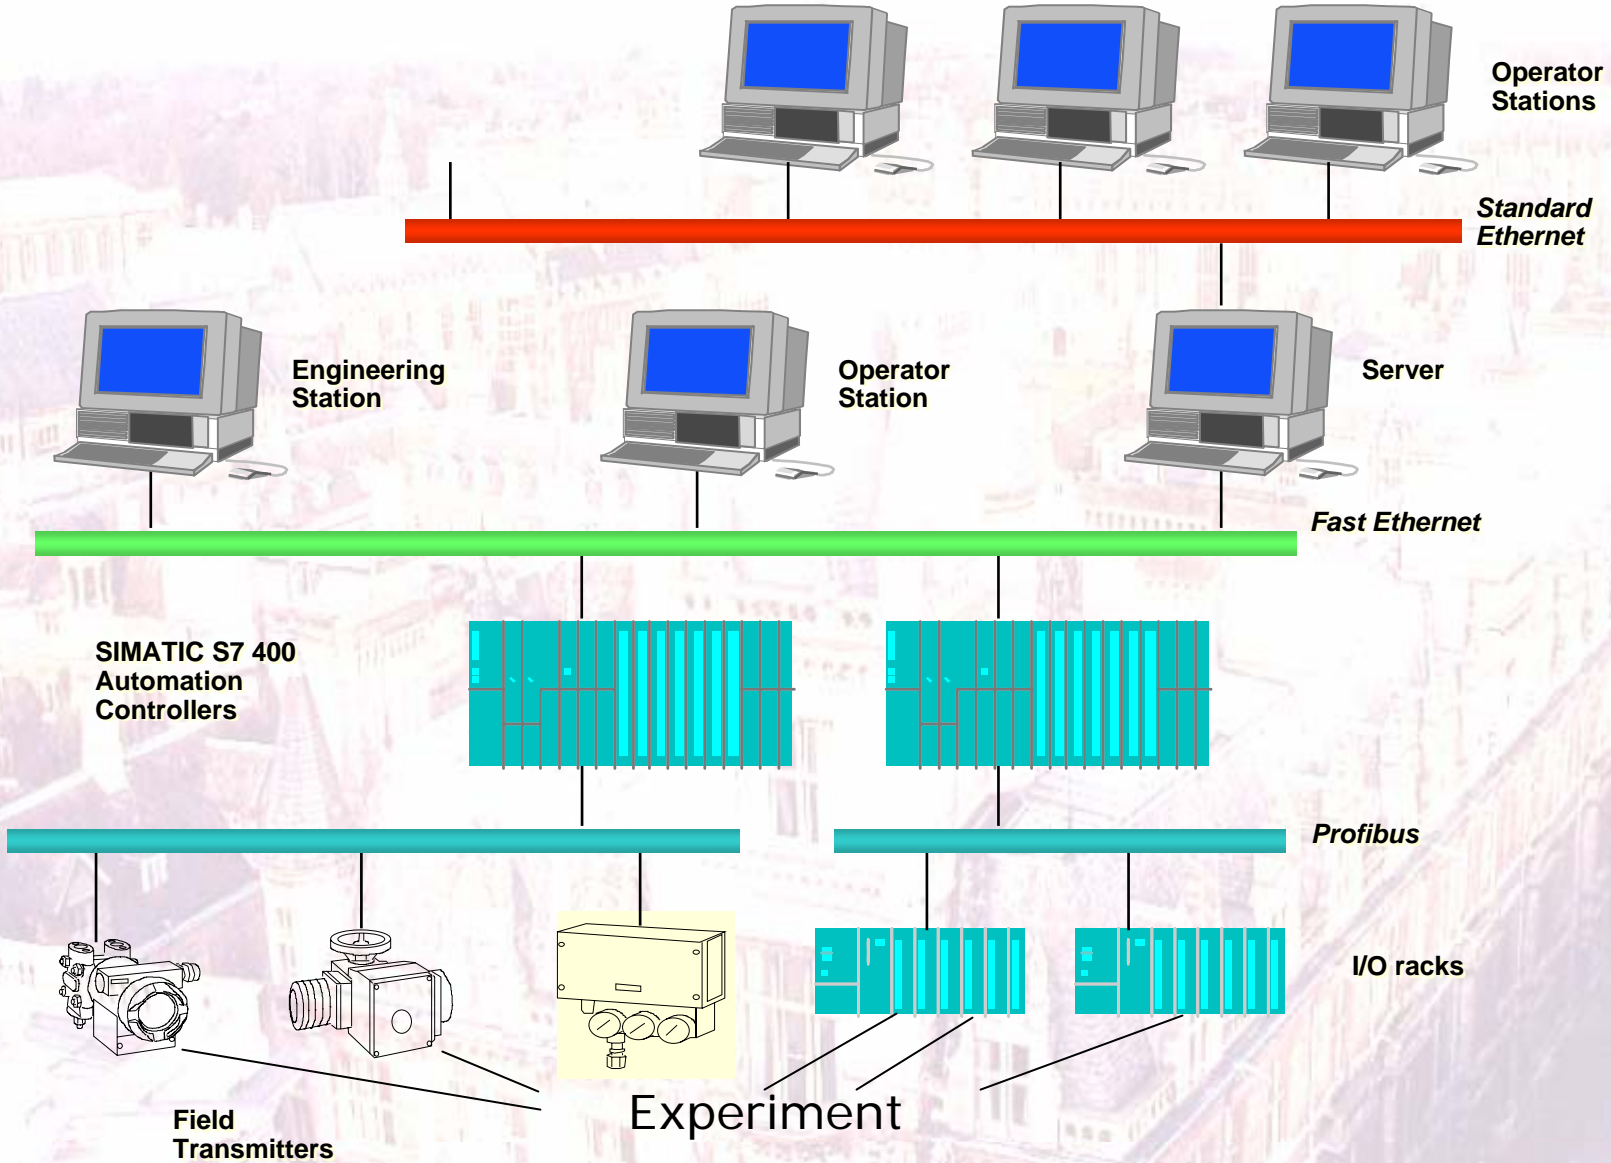 Operator
Stations
Standard
Ethernet
Engineering
Station
Operator
Station
Server
Fast Ethernet
SIMATIC S7 400
Automation
Controllers
Profibus
I/O racks
Experiment
Field
Transmitters